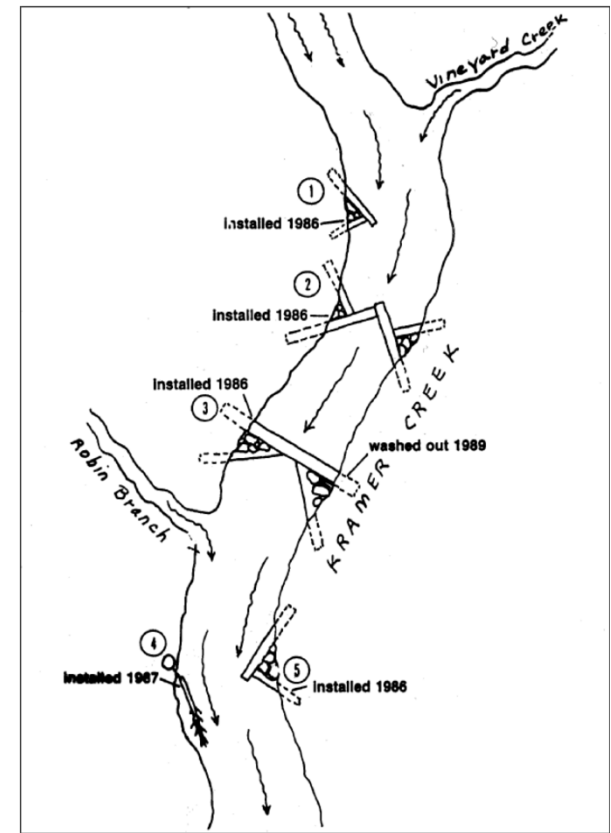 Vineyard Creek
1
installed 1986
2
installed 1986
installed 1986
3
washed out 1989
KRAMER CREEK
Robin Branch
4
installed 1987
5
installed 1986